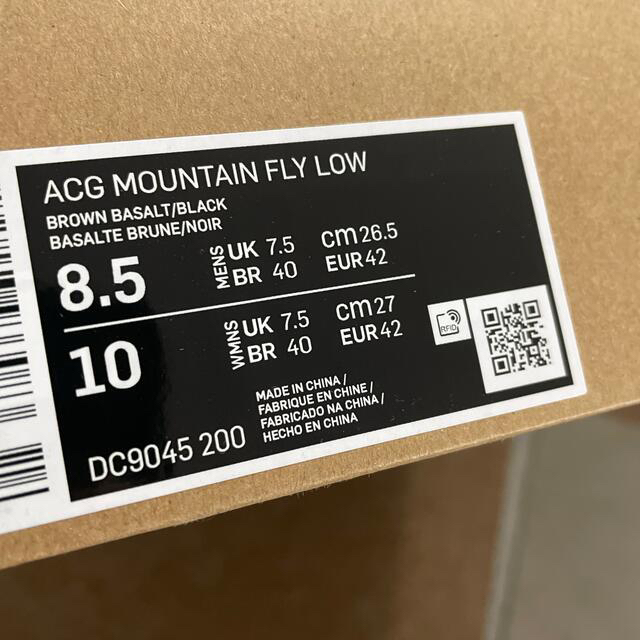 ACG MOUNTAIN FLY LOW
BROWN BASALT/BLACK
BASALTE BRUNE/NOIR
8.5 MENS UK 7.5 cm 26.5
BR 40 EUR 42
10 WMNS UK 7.5 cm 27
BR 40 EUR 42
RFID
DC9045 200
MADE IN CHINA /
FABRIQUE EN CHINE /
FABRICADO NA CHINA /
HECHO EN CHINA